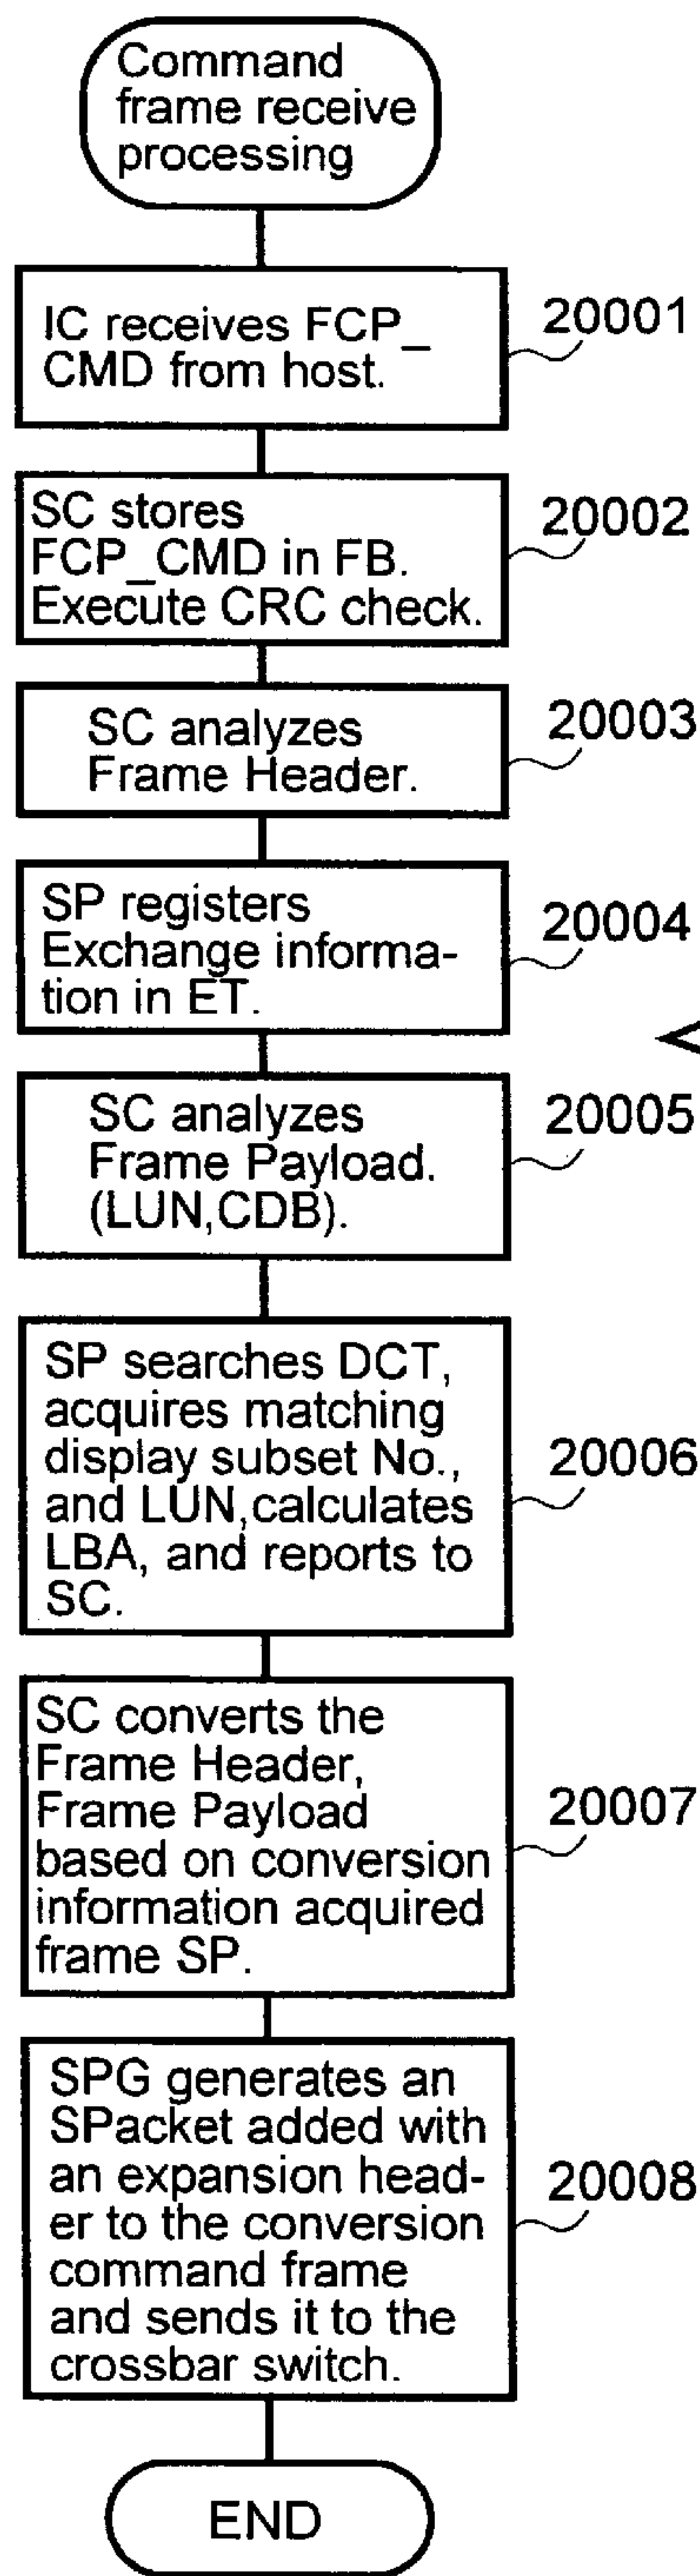 Command
frame receive
processing
IC receives FCP_
CMD from host.
20001
SC stores
FCP_CMD in FB.
Execute CRC check.
20002
SC analyzes
Frame Header.
20003
SP registers
Exchange informa-
tion in ET.
20004
SC analyzes
Frame Payload.
(LUN,CDB).
20005
SP searches DCT,
acquires matching
display subset No.,
and LUN,calculates
LBA, and reports to
SC.
20006
SC converts the
Frame Header,
Frame Payload
based on conversion
information acquired
frame SP.
20007
SPG generates an
SPacket added with
an expansion head-
er to the conversion
command frame
and sends it to the
crossbar switch.
20008
END